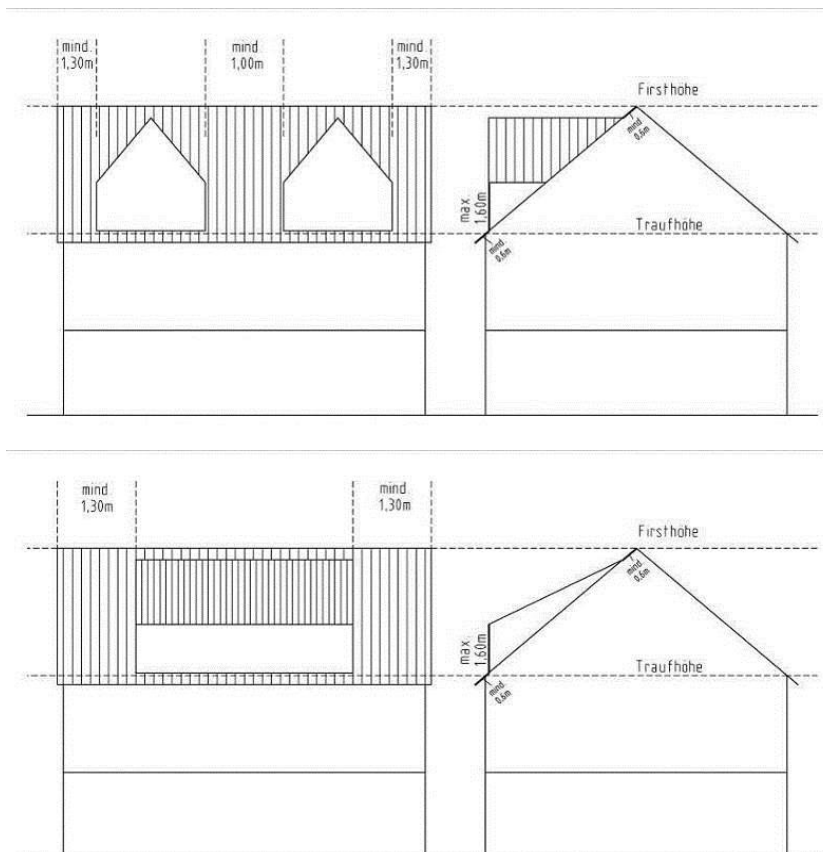 mind.
1,30m
mind
1,00m
mind.
1,30m
Firsthöhe
mind
0,6m
max.
1,60m
Traufhöhe
mind.
0,6m
mind
1,30m
mind
1,30m
Firsthöhe
mind.
0,6m
max.
1,60m
Traufhöhe
mind.
0,6m